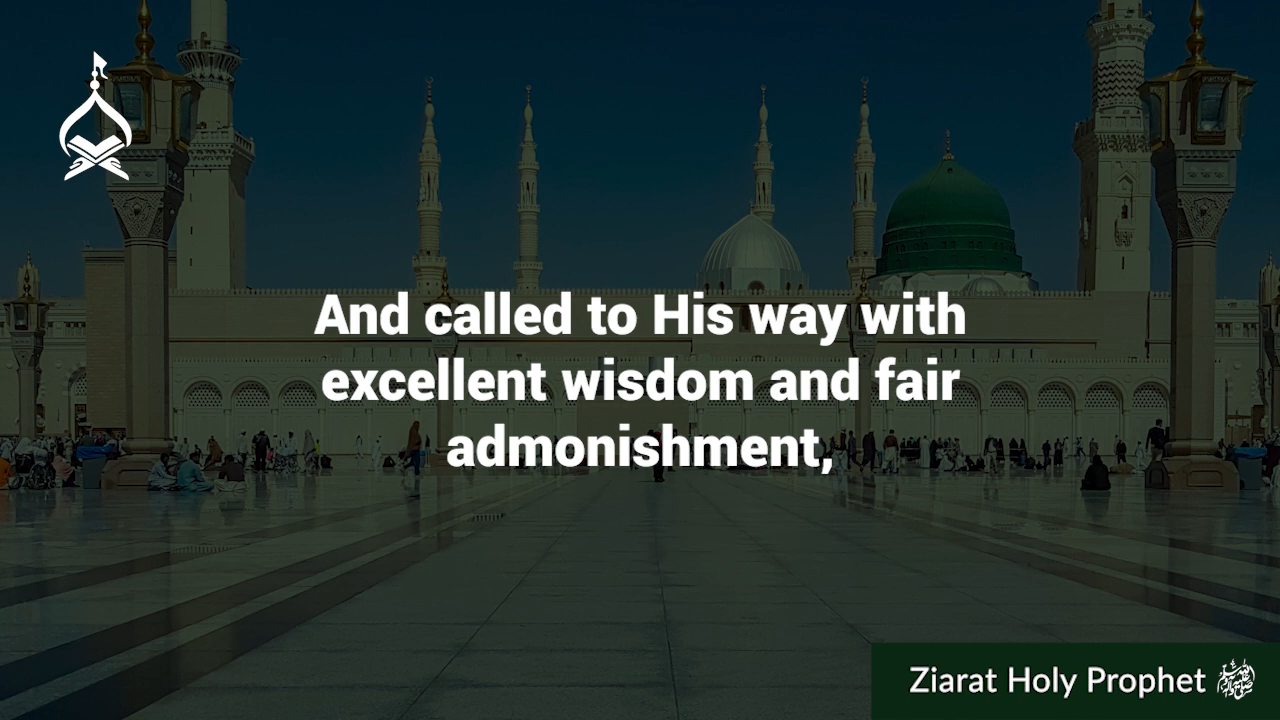 And called to His way with
excellent wisdom and fair
admonishment,
Ziarat Holy Prophet